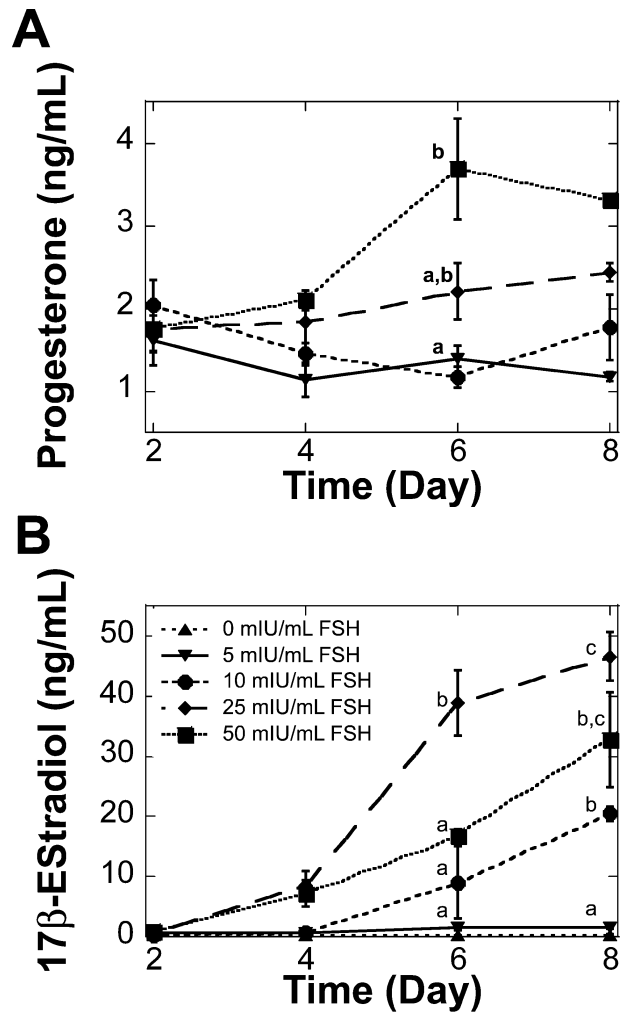 A
Progesterone (ng/mL)
4
3
2
1
b
a,b
a
2 4 6 8
Time (Day)
B
17β-EStradiol (ng/mL)
50
40
30
20
10
0
0 mIU/mL FSH
5 mIU/mL FSH
10 mIU/mL FSH
25 mIU/mL FSH
50 mIU/mL FSH
c
b
b,c
a
b
a
a
a
2 4 6 8
Time (Day)